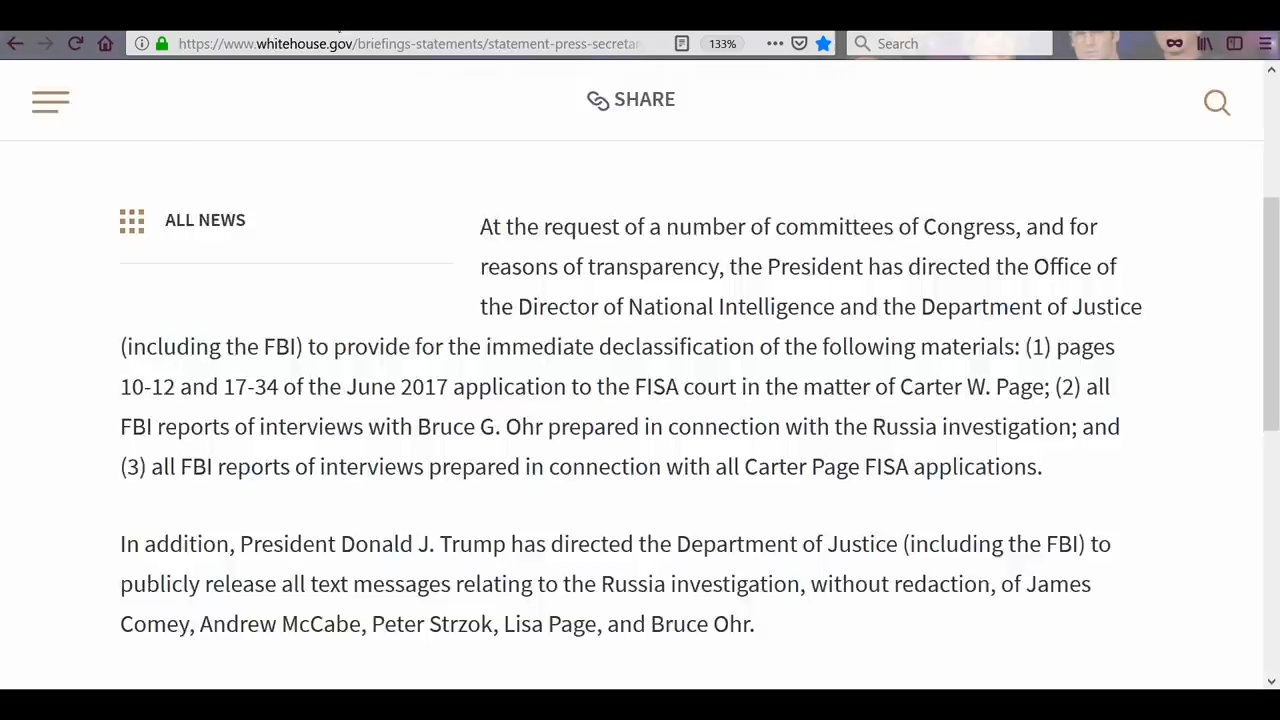 https://www.whitehouse.gov/briefings-statements/statement-press-secretar
133%
Search
SHARE
ALL NEWS
At the request of a number of committees of Congress, and for
reasons of transparency, the President has directed the Office of
the Director of National Intelligence and the Department of Justice
(including the FBI) to provide for the immediate declassification of the following materials: (1) pages
10-12 and 17-34 of the June 2017 application to the FISA court in the matter of Carter W. Page; (2) all
FBI reports of interviews with Bruce G. Ohr prepared in connection with the Russia investigation; and
(3) all FBI reports of interviews prepared in connection with all Carter Page FISA applications.
In addition, President Donald J. Trump has directed the Department of Justice (including the FBI) to
publicly release all text messages relating to the Russia investigation, without redaction, of James
Comey, Andrew McCabe, Peter Strzok, Lisa Page, and Bruce Ohr.